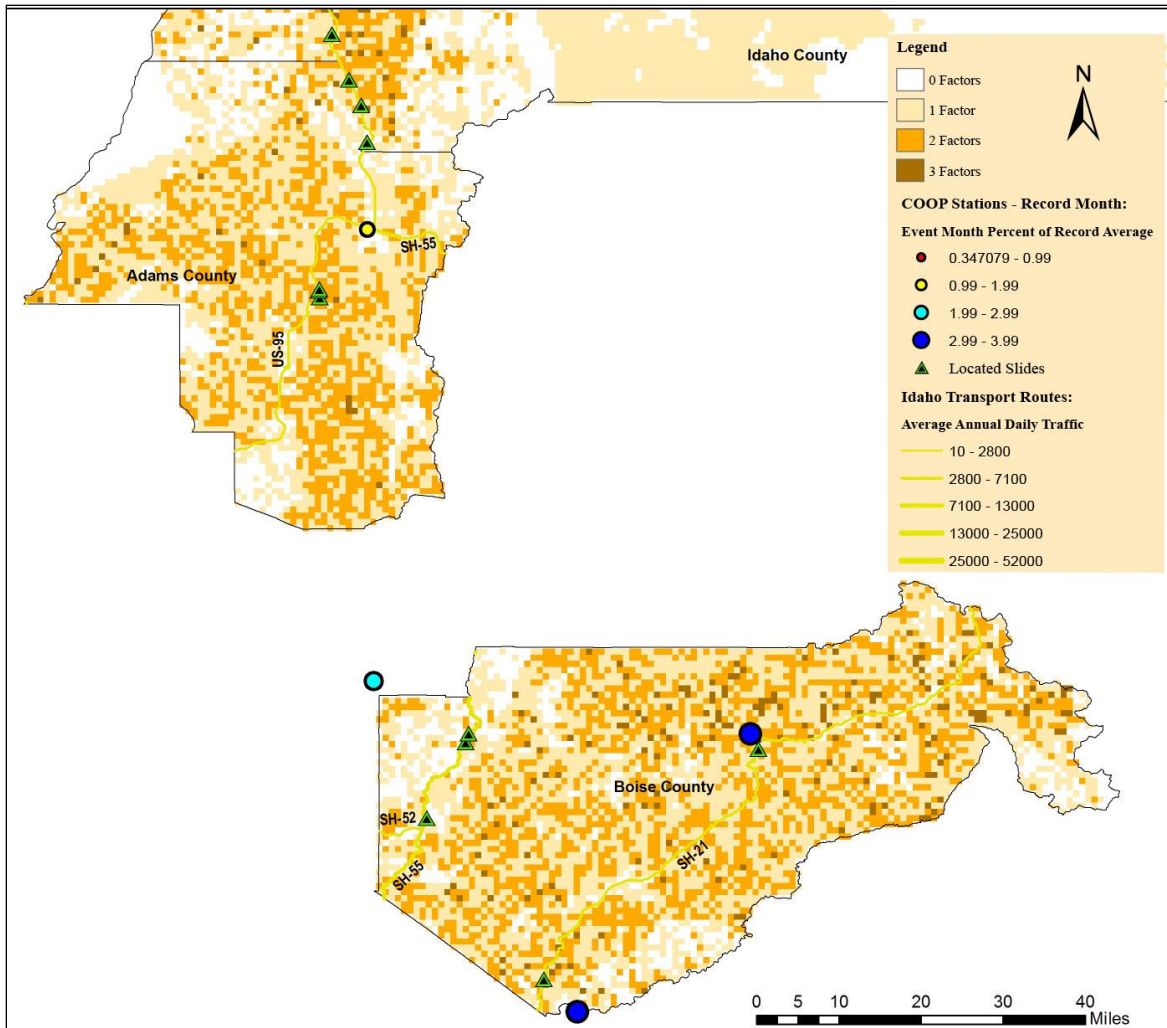 Idaho County
Legend
N
0 Factors
1 Factor
2 Factors
3 Factors
COOP Stations - Record Month:
Event Month Percent of Record Average
0.347079 - 0.99
0.99 - 1.99
1.99 - 2.99
2.99 - 3.99
Located Slides
Idaho Transport Routes:
Average Annual Daily Traffic
10 - 2800
2800 - 7100
7100 - 13000
13000 - 25000
25000 - 52000
SH-55
Adams County
US-95
Boise County
SH-52
SH-55
SH-21
0 5 10 20 30 40
Miles